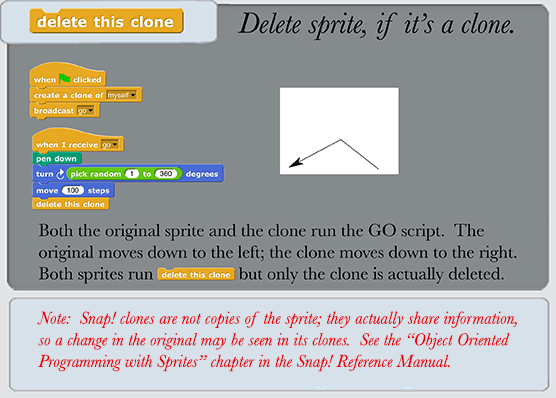 delete this clone
Delete sprite, if it's a clone.
when clicked
create a clone of myself
broadcast go
when I receive go
pen down
turn pick random 1 to 360 degrees
move 100 steps
delete this clone
Both the original sprite and the clone run the GO script. The
original moves down to the left; the clone moves down to the right.
Both sprites run delete this clone but only the clone is actually deleted.
Note: Snap! clones are not copies of the sprite; they actually share information,
so a change in the original may be seen in its clones. See the “Object Oriented
Programming with Sprites” chapter in the Snap! Reference Manual.